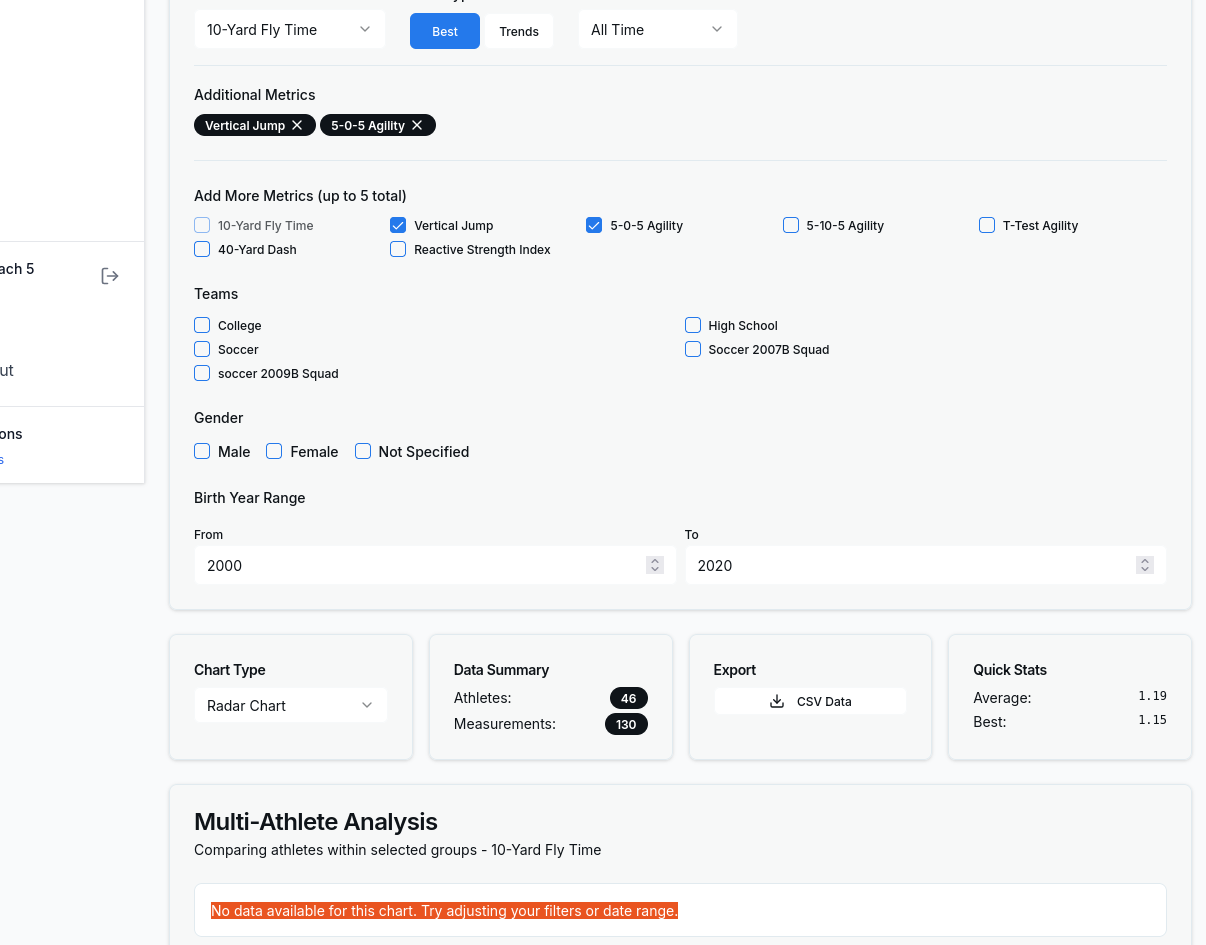 10-Yard Fly Time
Best
Trends
All Time
Additional Metrics
Vertical Jump
5-0-5 Agility
Add More Metrics (up to 5 total)
10-Yard Fly Time
Vertical Jump
5-0-5 Agility
5-10-5 Agility
T-Test Agility
40-Yard Dash
Reactive Strength Index
ach 5
Teams
College
High School
Soccer
Soccer 2007B Squad
soccer 2009B Squad
ut
Gender
Male
Female
Not Specified
ons
s
Birth Year Range
From
To
2000
2020
Chart Type
Radar Chart
Data Summary
Athletes: 46
Measurements: 130
Export
CSV Data
Quick Stats
Average: 1.19
Best: 1.15
Multi-Athlete Analysis
Comparing athletes within selected groups - 10-Yard Fly Time
No data available for this chart. Try adjusting your filters or date range.